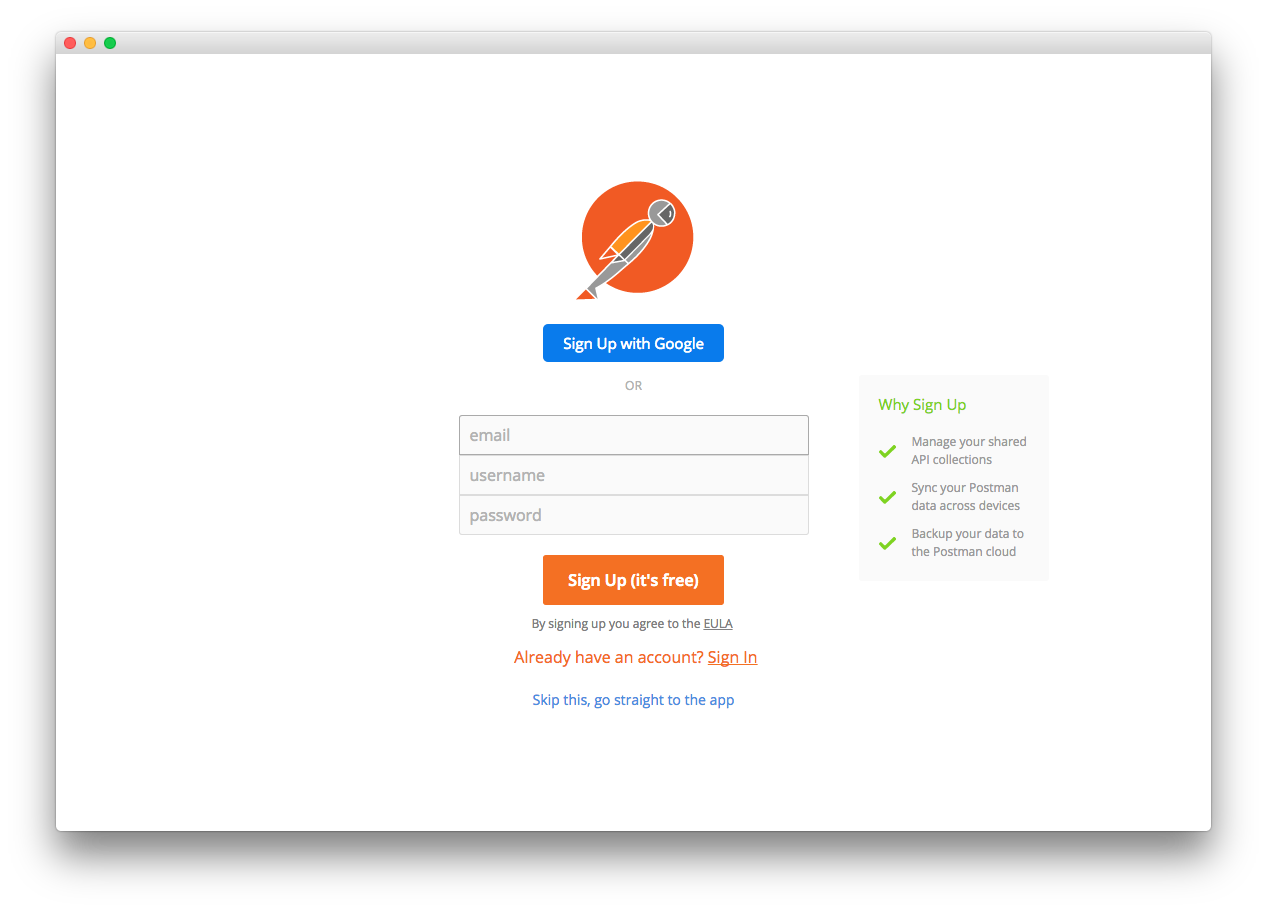 Sign Up with Google
OR
email
username
password
Sign Up (it's free)
By signing up you agree to the EULA
Already have an account? Sign In
Skip this, go straight to the app
Why Sign Up
Manage your shared
API collections
Sync your Postman
data across devices
Backup your data to
the Postman cloud